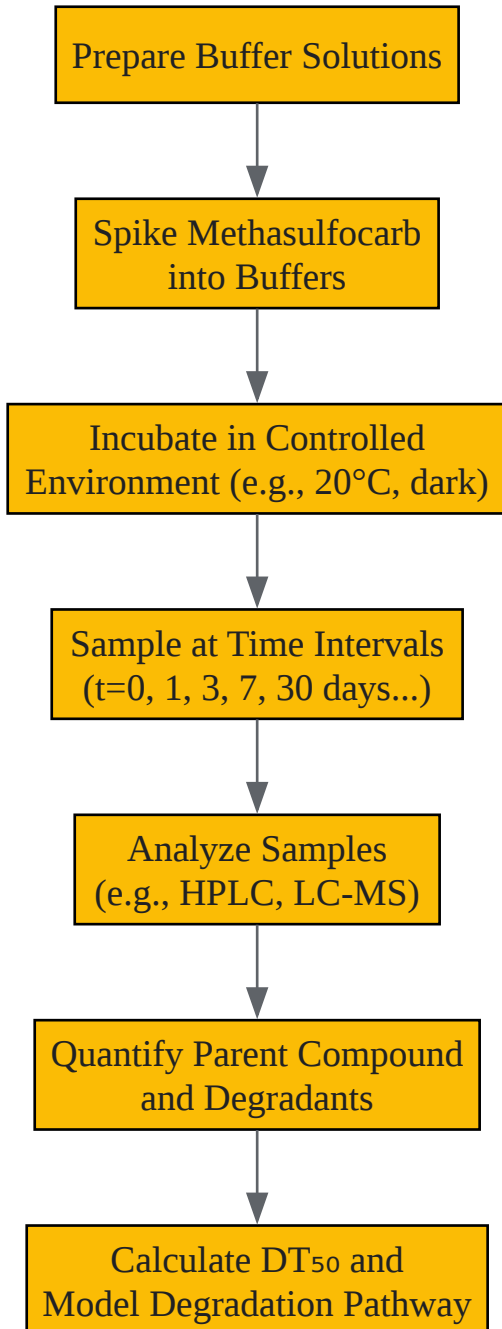 Prepare Buffer Solutions
Spike Methasulfocarb
into Buffers
Incubate in Controlled
Environment (e.g., 20°C, dark)
Sample at Time Intervals
(t=0, 1, 3, 7, 30 days...)
Analyze Samples
(e.g., HPLC, LC-MS)
Quantify Parent Compound
and Degradants
Calculate DT₅₀ and
Model Degradation Pathway